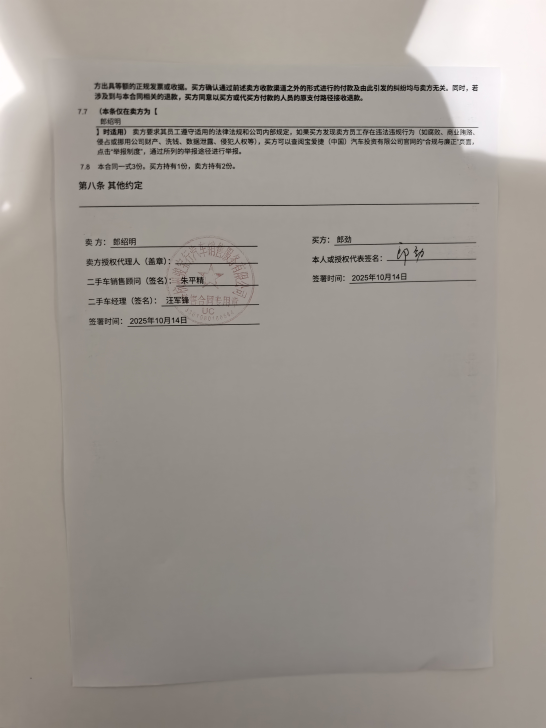 方出具等额的正规发票或收据。买方确认通过前述卖方收款渠道之外的形式进行的付款及由此引发的纠纷均与卖方无关。同时，若
涉及到与本合同相关的退款，买方同意以买方或代买方付款的人员的原支付路径接收退款。
7.7 （本条仅在卖方为【
郎绍明
】时适用） 卖方要求其员工遵守适用的法律法规和公司内部规定，如果买方发现卖方员工存在违法违规行为（如腐败、商业贿赂、
侵占或挪用公司财产、洗钱、数据泄露、侵犯人权等），买方可以查阅宝爱捷（中国）汽车投资有限公司官网的“合规与廉正”页面，
点击“举报制度”，通过所列的举报途径进行举报。
7.8 本合同一式3份，买方持有1份，卖方持有2份。
第八条 其他约定
卖 方： 郎绍明
买方： 郎劲
卖方授权代理人（盖章）：
本人或授权代表签名： 郎劲
二手车销售顾问（签名）： 朱平精
签署时间： 2025年10月14日
二手车经理（签名）： 汪军锋
签署时间： 2025年10月14日
合同专用章
UC